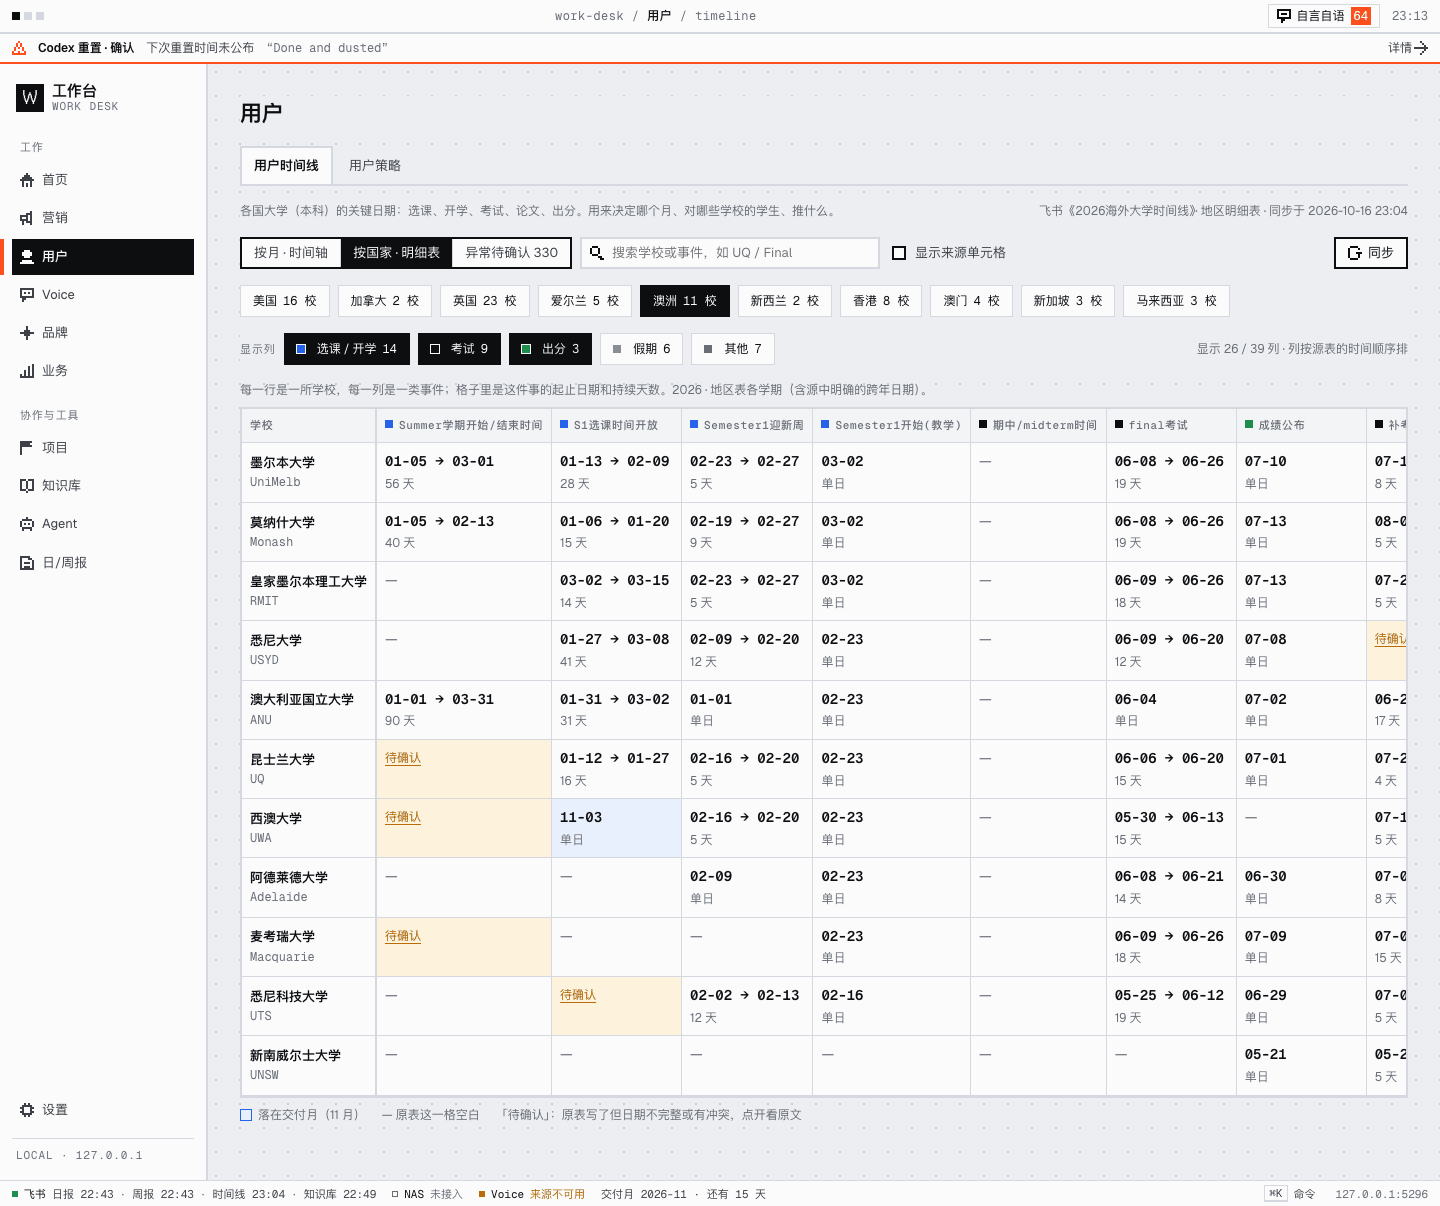 work-desk / 用户 / timeline
自言自语 64 23:13
Codex 重置·确认 下次重置时间未公布 “Done and dusted” 详情
W 工作台
WORK DESK
工作
首页
营销
用户
Voice
品牌
业务
协作与工具
项目
知识库
Agent
日/周报
设置
LOCAL · 127.0.0.1
用户
用户时间线 用户策略
各国大学（本科）的关键日期：选课、开学、考试、论文、出分。用来决定哪个月、对哪些学校的学生、推什么。 飞书《2026海外大学时间线》· 地区明细表 · 同步于 2026-10-16 23:04
按月·时间轴 按国家·明细表 异常待确认 330 搜索学校或事件，如 UQ / Final 显示来源单元格 同步
美国 16 校 加拿大 2 校 英国 23 校 爱尔兰 5 校 澳洲 11 校 新西兰 2 校 香港 8 校 澳门 4 校 新加坡 3 校 马来西亚 3 校
显示列 选课 / 开学 14 考试 9 出分 3 假期 6 其他 7 显示 26 / 39 列 · 列按源表的时间顺序排
每一行是一所学校，每一列是一类事件；格子里是这件事的起止日期和持续天数。2026 · 地区表各学期（含源中明确的跨年日期）。
学校 Summer学期开始/结束时间 S1选课时间开放 Semester1迎新周 Semester1开始(教学) 期中/midterm时间 final考试 成绩公布
墨尔本大学 01-05 → 03-01 01-13 → 02-09 02-23 → 02-27 03-02 — 06-08 → 06-26 07-10
UniMelb 56 天 28 天 5 天 单日 19 天 单日 8 天
莫纳什大学 01-05 → 02-13 01-06 → 01-20 02-19 → 02-27 03-02 — 06-08 → 06-26 07-13
Monash 40 天 15 天 9 天 单日 19 天 单日 5 天
皇家墨尔本理工大学 — 03-02 → 03-15 02-23 → 02-27 03-02 — 06-09 → 06-26 07-13
RMIT 14 天 5 天 单日 18 天 单日 5 天
悉尼大学 — 01-27 → 03-08 02-09 → 02-20 02-23 — 06-09 → 06-20 07-08 待确认
USYD 41 天 12 天 单日 12 天 单日
澳大利亚国立大学 01-01 → 03-31 01-31 → 03-02 01-01 02-23 — 06-04 07-02
ANU 90 天 31 天 单日 单日 单日 单日 17 天
昆士兰大学 待确认 01-12 → 01-27 02-16 → 02-20 02-23 — 06-06 → 06-20 07-01
UQ 16 天 5 天 单日 15 天 单日 4 天
西澳大学 待确认 11-03 02-16 → 02-20 02-23 — 05-30 → 06-13 —
UWA 单日 5 天 单日 15 天 5 天
阿德莱德大学 — — 02-09 02-23 — 06-08 → 06-21 06-30
Adelaide 单日 单日 14 天 单日 8 天
麦考瑞大学 待确认 — — 02-23 — 06-09 → 06-26 07-09
Macquarie 单日 18 天 单日 15 天
悉尼科技大学 — 待确认 02-02 → 02-13 02-16 — 05-25 → 06-12 06-29
UTS 12 天 单日 19 天 单日 5 天
新南威尔士大学 — — — — — — 05-21
UNSW 单日 5 天
落在交付月（11 月） — 原表这一格空白 「待确认」：原表写了但日期不完整或有冲突，点开看原文
飞书 日报 22:43 · 周报 22:43 · 时间线 23:04 · 知识库 22:49 NAS 未接入 Voice 来源不可用 交付月 2026-11 · 还有 15 天 ⌘K 命令 127.0.0.1:5296